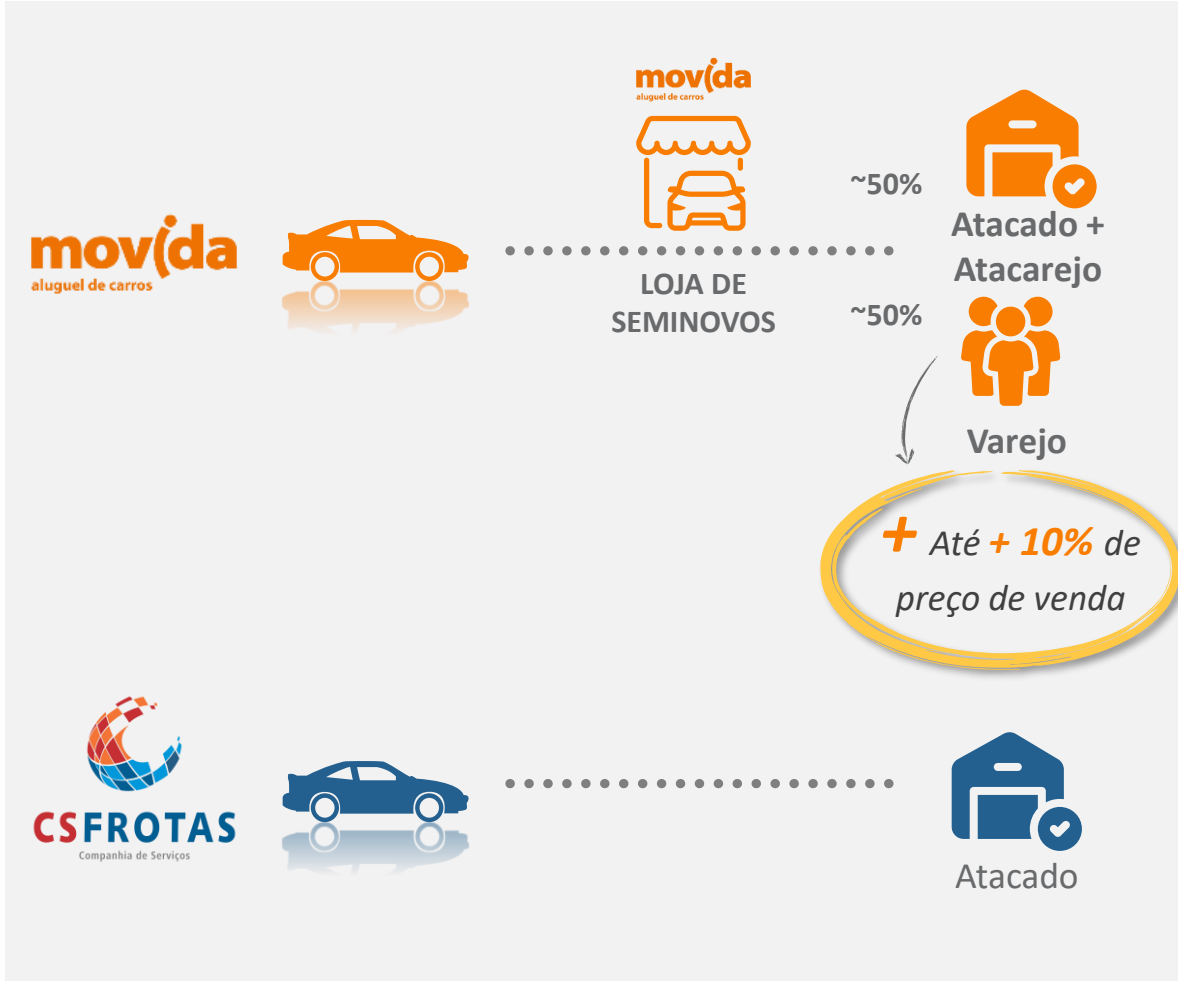 movida
aluguel de carros
~50%
movida
aluguel de carros
Atacado +
Atacarejo
LOJA DE
SEMINOVOS
~50%
Varejo
+ Até + 10% de
preço de venda
CSFROTAS
Companhia de Serviços
Atacado